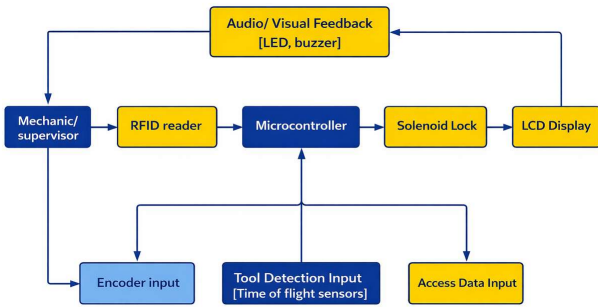 Audio/ Visual Feedback
[LED, buzzer]
Mechanic/
supervisor
RFID reader
Microcontroller
Solenoid Lock
LCD Display
Encoder input
Tool Detection Input
[Time of flight sensors]
Access Data Input